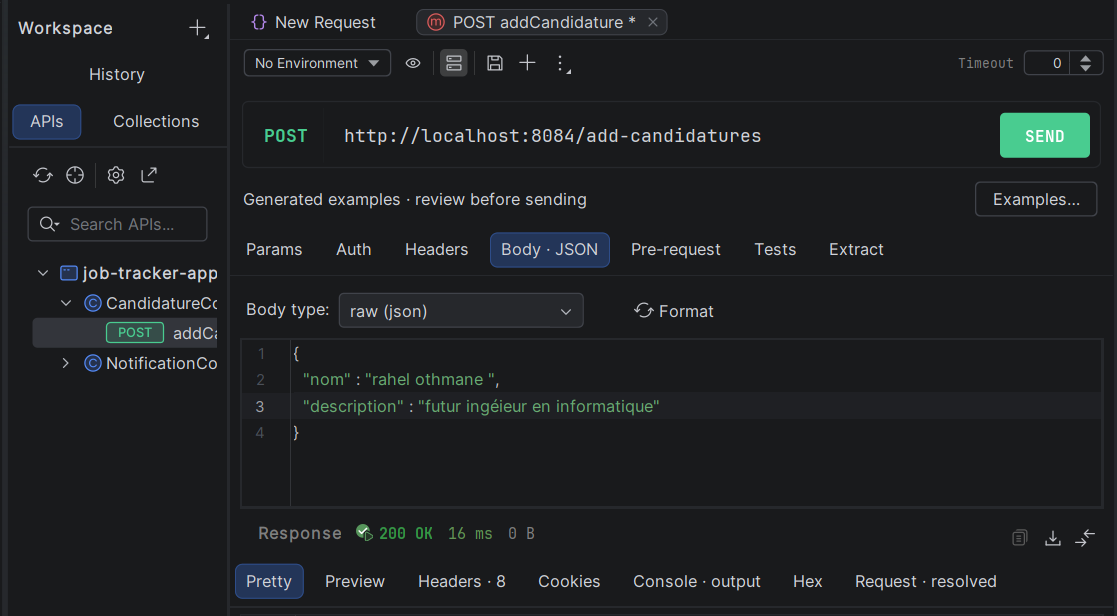 Workspace
History
APIs
Collections
Search APIs...
job-tracker-app
CandidatureCo
POST addCa
NotificationCo
New Request
POST addCandidature *
No Environment
Timeout 0
POST http://localhost:8084/add-candidatures SEND
Generated examples · review before sending
Examples...
Params Auth Headers Body · JSON Pre-request Tests Extract
Body type: raw (json) Format
1 {
2 "nom" : "rahel othmane ",
3 "description" : "futur ingéieur en informatique"
4 }
Response 200 OK 16 ms 0 B
Pretty Preview Headers · 8 Cookies Console · output Hex Request · resolved